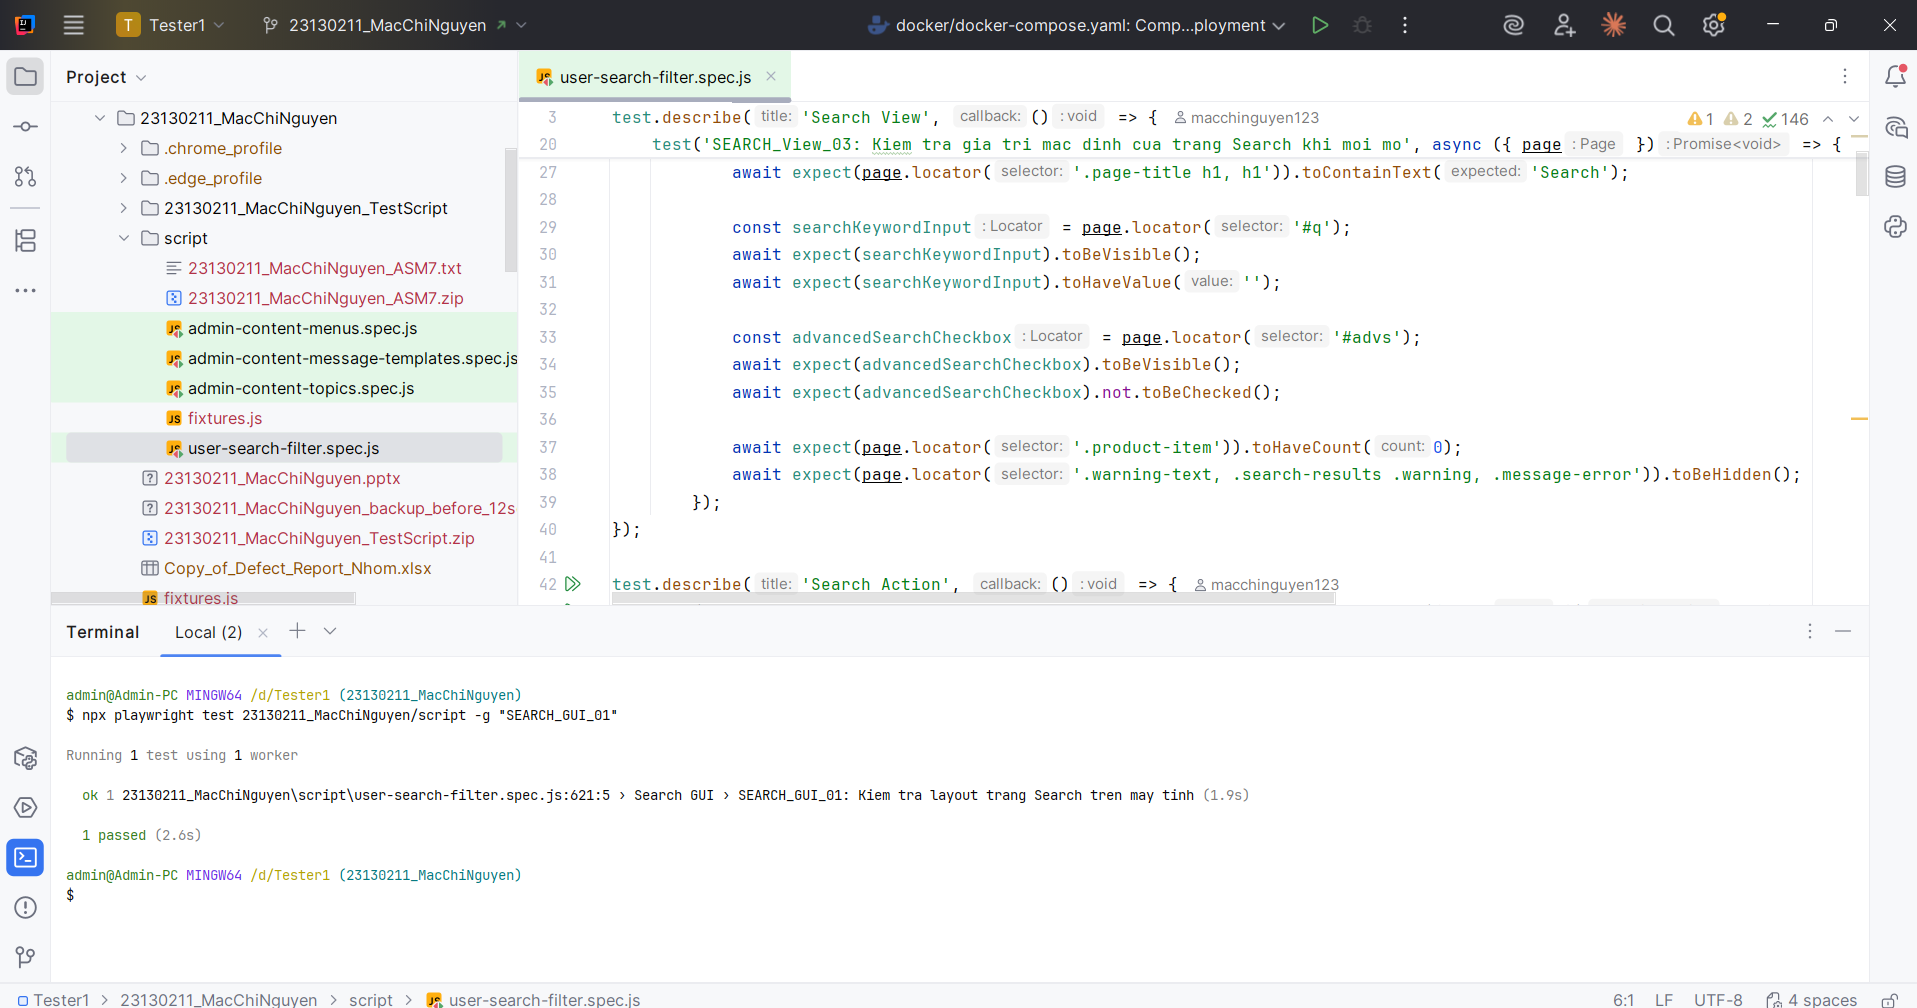 T Tester1 23130211_MacChiNguyen docker/docker-compose.yaml: Comp...ployment
Project
23130211_MacChiNguyen
.chrome_profile
.edge_profile
23130211_MacChiNguyen_TestScript
script
23130211_MacChiNguyen_ASM7.txt
23130211_MacChiNguyen_ASM7.zip
admin-content-menus.spec.js
admin-content-message-templates.spec.js
admin-content-topics.spec.js
JS fixtures.js
user-search-filter.spec.js
23130211_MacChiNguyen.pptx
23130211_MacChiNguyen_backup_before_12s
23130211_MacChiNguyen_TestScript.zip
Copy_of_Defect_Report_Nhom.xlsx
JS fixtures.js
user-search-filter.spec.js
1 2 146
3 test.describe( title: 'Search View', callback: () : void => { macchinguyen123
20 test('SEARCH_View_03: Kiem tra gia tri mac dinh cua trang Search khi moi mo', async ({ page : Page }) : Promise<void> => {
27 await expect(page.locator( selector: '.page-title h1, h1')).toContainText( expected: 'Search');
28
29 const searchKeywordInput : Locator = page.locator( selector: '#q');
30 await expect(searchKeywordInput).toBeVisible();
31 await expect(searchKeywordInput).toHaveValue( value: '');
32
33 const advancedSearchCheckbox : Locator = page.locator( selector: '#advs');
34 await expect(advancedSearchCheckbox).toBeVisible();
35 await expect(advancedSearchCheckbox).not.toBeChecked();
36
37 await expect(page.locator( selector: '.product-item')).toHaveCount( count: 0);
38 await expect(page.locator( selector: '.warning-text, .search-results .warning, .message-error')).toBeHidden();
39 });
40 });
41
42 test.describe( title: 'Search Action', callback: () : void => { macchinguyen123
Terminal Local (2)
admin@Admin-PC MINGW64 /d/Tester1 (23130211_MacChiNguyen)
$ npx playwright test 23130211_MacChiNguyen/script -g "SEARCH_GUI_01"
Running 1 test using 1 worker
ok 1 23130211_MacChiNguyen\script\user-search-filter.spec.js:621:5 › Search GUI › SEARCH_GUI_01: Kiem tra layout trang Search tren may tinh (1.9s)
1 passed (2.6s)
admin@Admin-PC MINGW64 /d/Tester1 (23130211_MacChiNguyen)
$
Tester1 > 23130211_MacChiNguyen > script > user-search-filter.spec.js 6:1 LF UTF-8 4 spaces